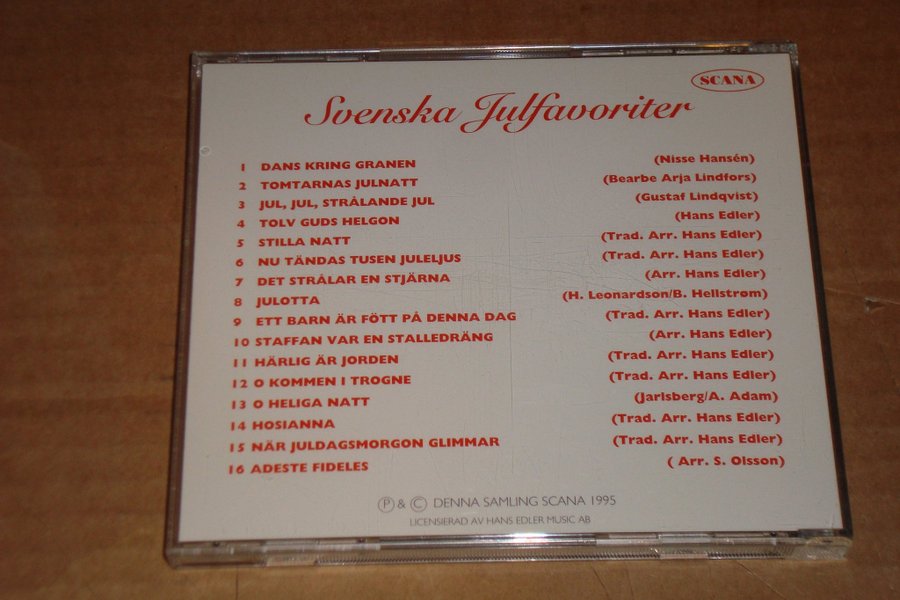 SCANA
Svenska Julfavoriter
1 DANS KRING GRANEN (Nisse Hansén)
2 TOMTARNAS JULNATT (Bearbe Arja Lindfors)
3 JUL, JUL, STRÅLANDE JUL (Gustaf Lindqvist)
4 TOLV GUDS HELGON (Hans Edler)
5 STILLA NATT (Trad. Arr. Hans Edler)
6 NU TÄNDAS TUSEN JULELJUS (Trad. Arr. Hans Edler)
7 DET STRÅLAR EN STJÄRNA (Arr. Hans Edler)
8 JULOTTA (H. Leonardson/B. Hellstrøm)
9 ETT BARN ÄR FÖTT PÅ DENNA DAG (Trad. Arr. Hans Edler)
10 STAFFAN VAR EN STALLEDRÄNG (Arr. Hans Edler)
11 HÄRLIG ÄR JORDEN (Trad. Arr. Hans Edler)
12 O KOMMEN I TROGNE (Trad. Arr. Hans Edler)
13 O HELIGA NATT (Jarlsberg/A. Adam)
14 HOSIANNA (Trad. Arr. Hans Edler)
15 NÄR JULDAGSMORGON GLIMMAR (Trad. Arr. Hans Edler)
16 ADESTE FIDELES ( Arr. S. Olsson)
Ⓟ & © DENNA SAMLING SCANA 1995
LICENSIERAD AV HANS EDLER MUSIC AB